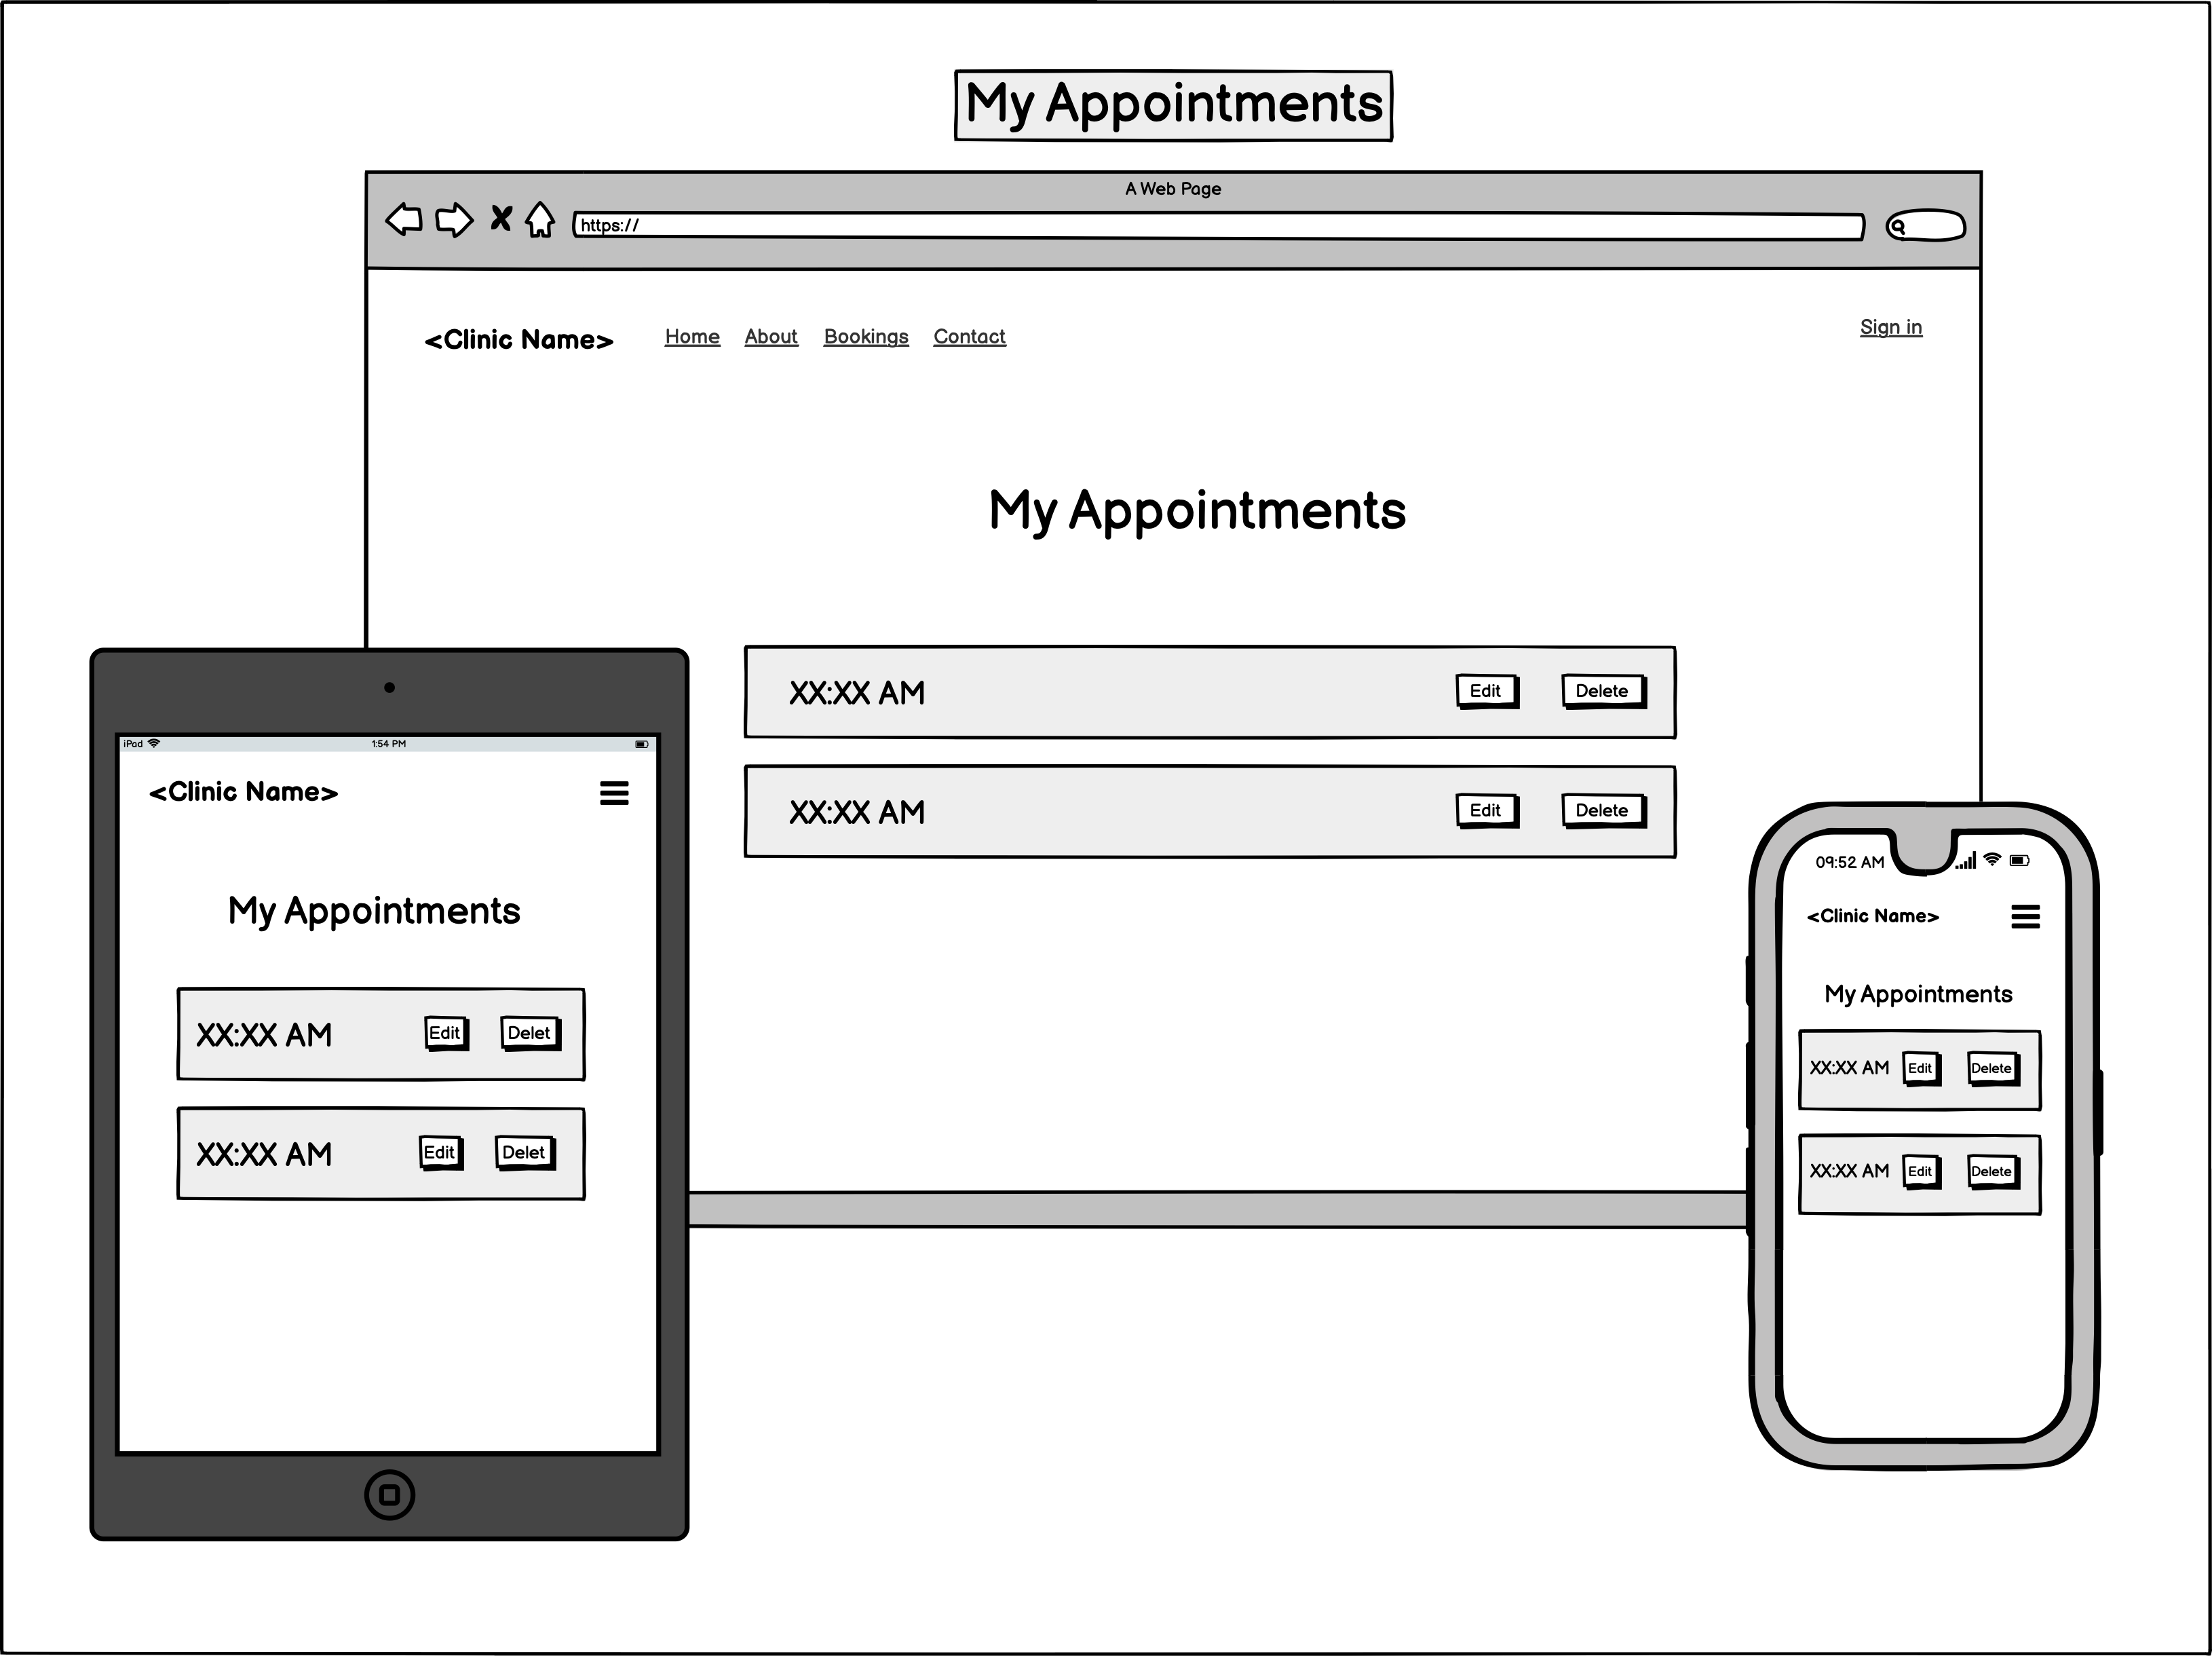 My Appointments
A Web Page
https://
<Clinic Name> Home About Bookings Contact Sign in
My Appointments
XX:XX AM Edit Delete
XX:XX AM Edit Delete
iPad 1:54 PM
<Clinic Name>
My Appointments
XX:XX AM Edit Delet
XX:XX AM Edit Delet
09:52 AM
<Clinic Name>
My Appointments
XX:XX AM Edit Delete
XX:XX AM Edit Delete